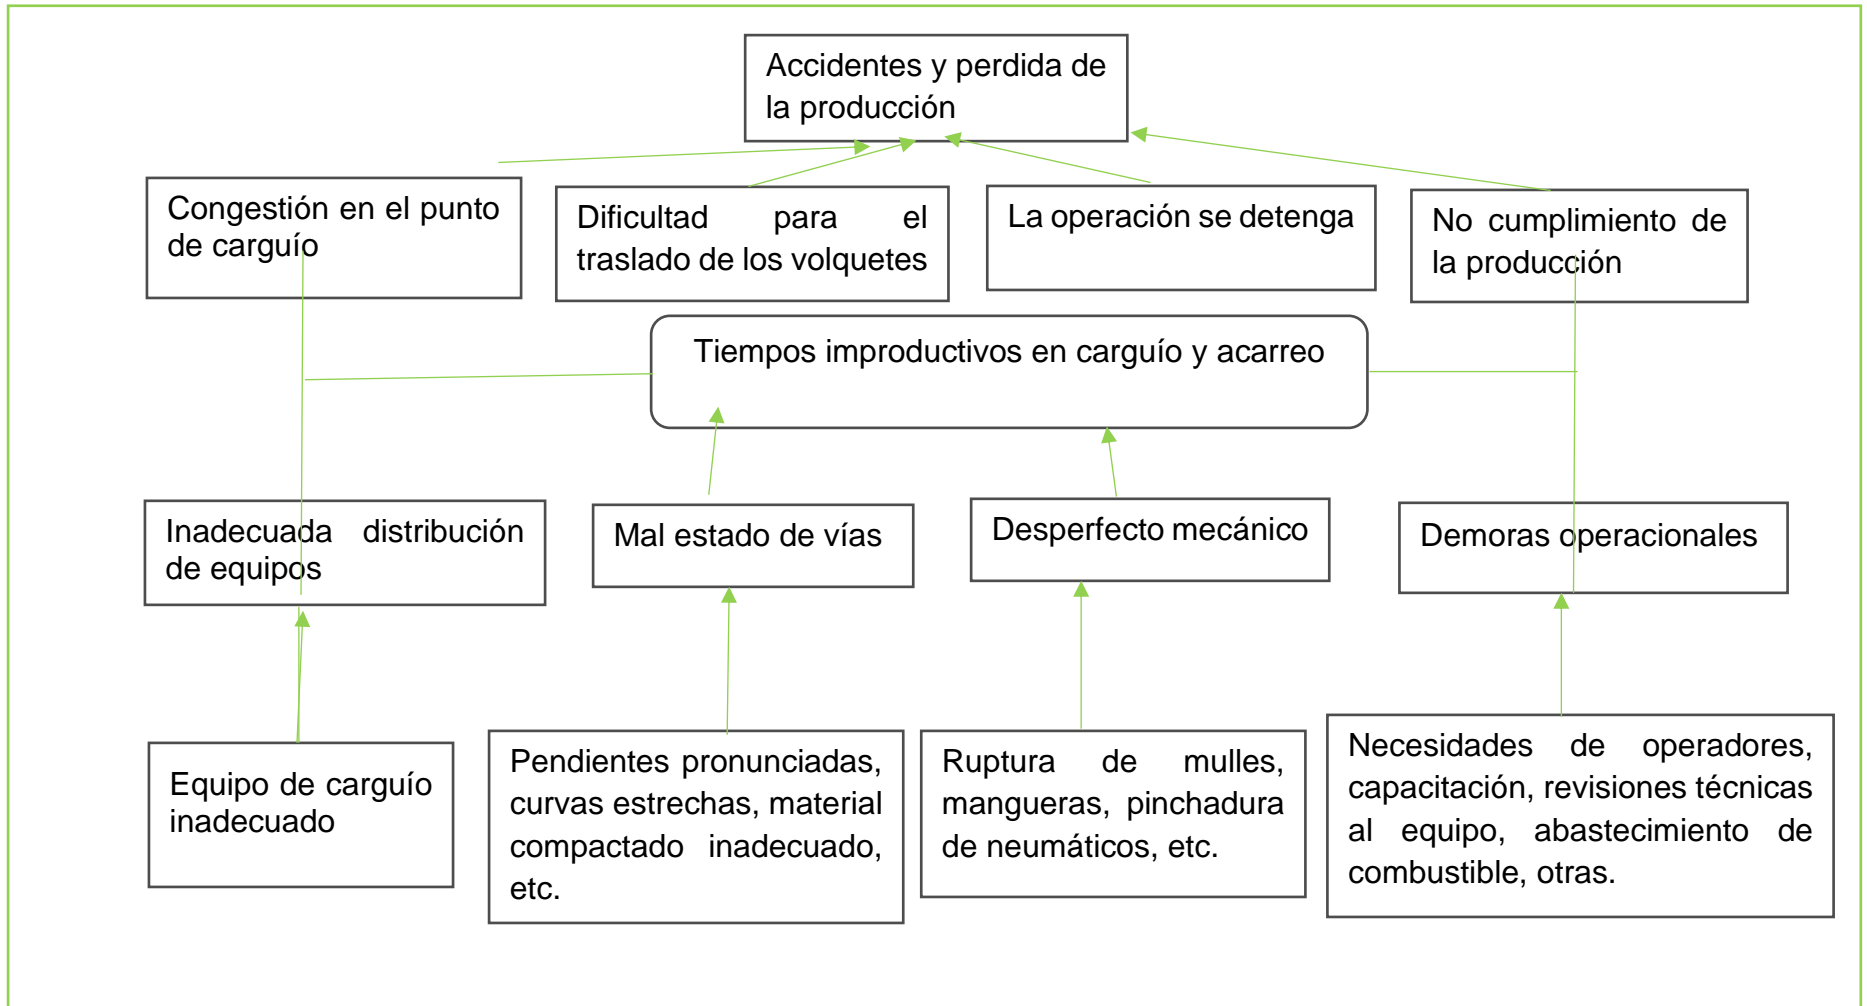 Accidentes y perdida de
la producción
Congestión en el punto
de carguío
Dificultad para el
traslado de los volquetes
La operación se detenga
No cumplimiento de
la producción
Tiempos improductivos en carguío y acarreo
Inadecuada distribución
de equipos
Mal estado de vías
Desperfecto mecánico
Demoras operacionales
Equipo de carguío
inadecuado
Pendientes pronunciadas,
curvas estrechas, material
compactado inadecuado,
etc.
Ruptura de mulles,
mangueras, pinchadura
de neumáticos, etc.
Necesidades de operadores,
capacitación, revisiones técnicas
al equipo, abastecimiento de
combustible, otras.